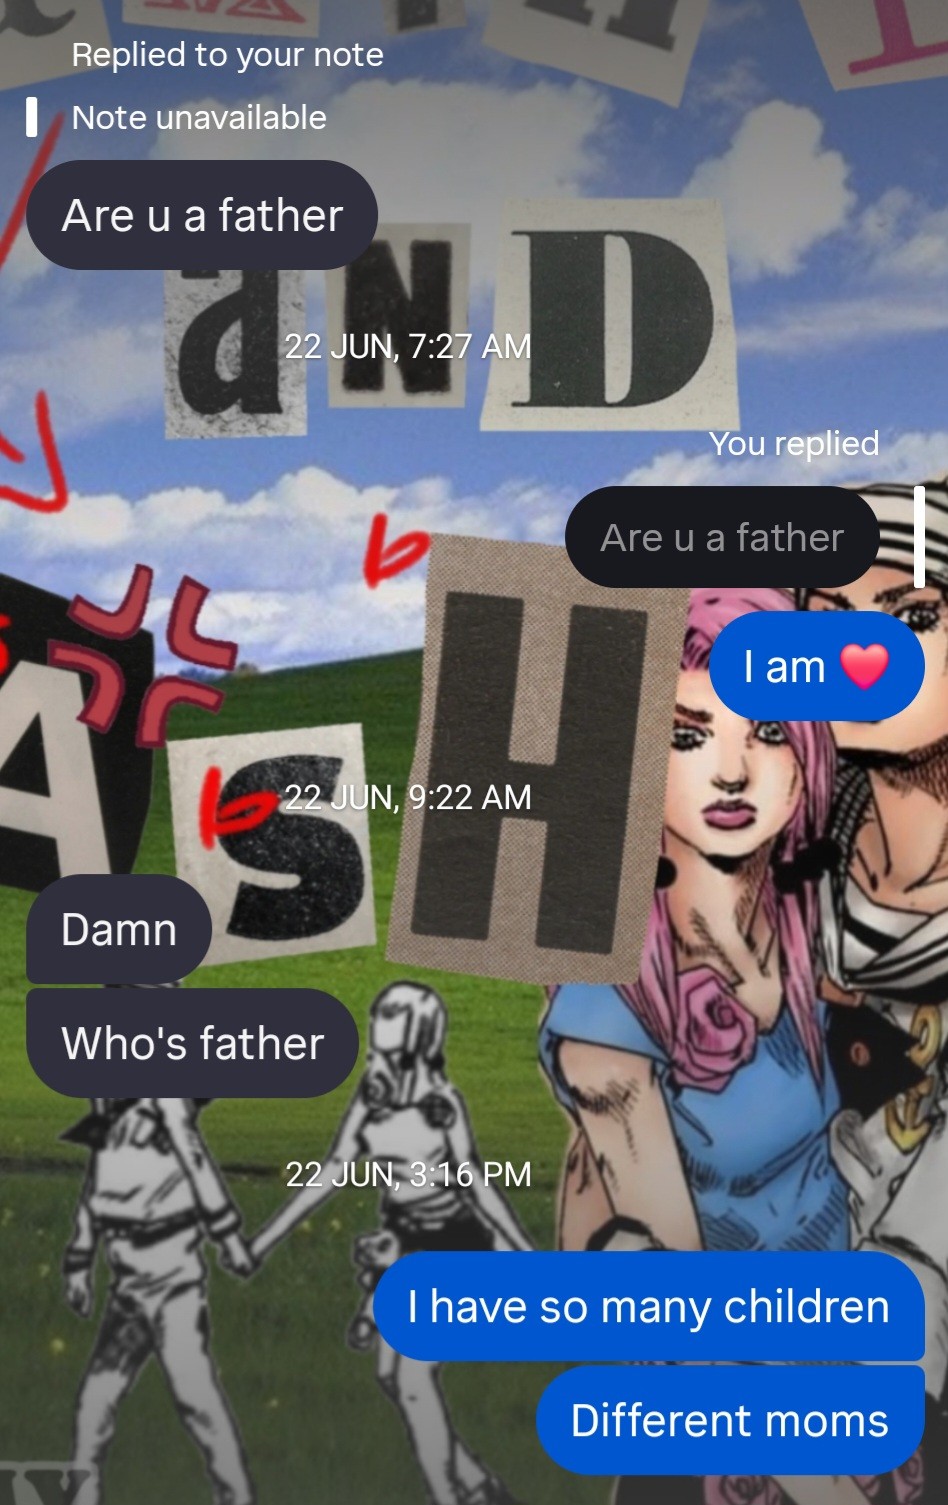 Replied to your note
Note unavailable
Are u a father
aND
22 JUN, 7:27 AM
You replied
Are u a father
I am ❤️
b
H
22 JUN, 9:22 AM
A
b
S
Damn
Who's father
22 JUN, 3:16 PM
I have so many children
Different moms